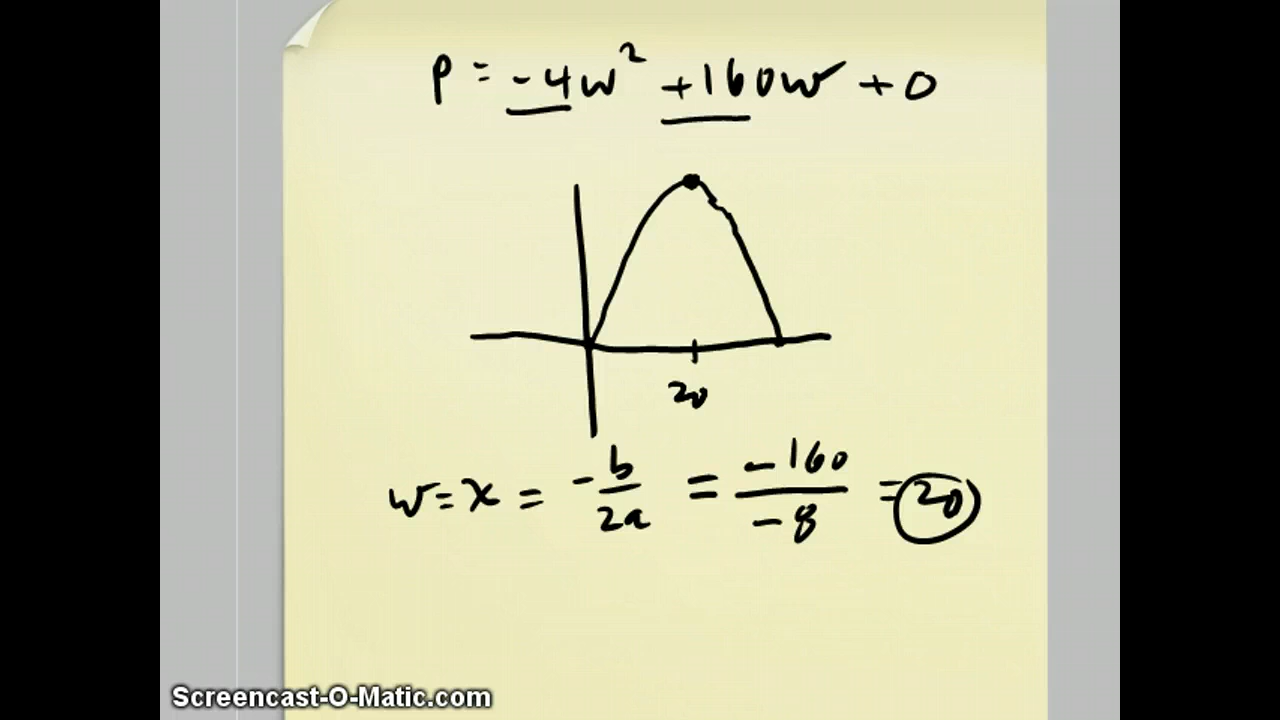 P = -4w² +160w + 0
20
w = x = -b/2a = -160/-8 = 20
Screencast-O-Matic.com